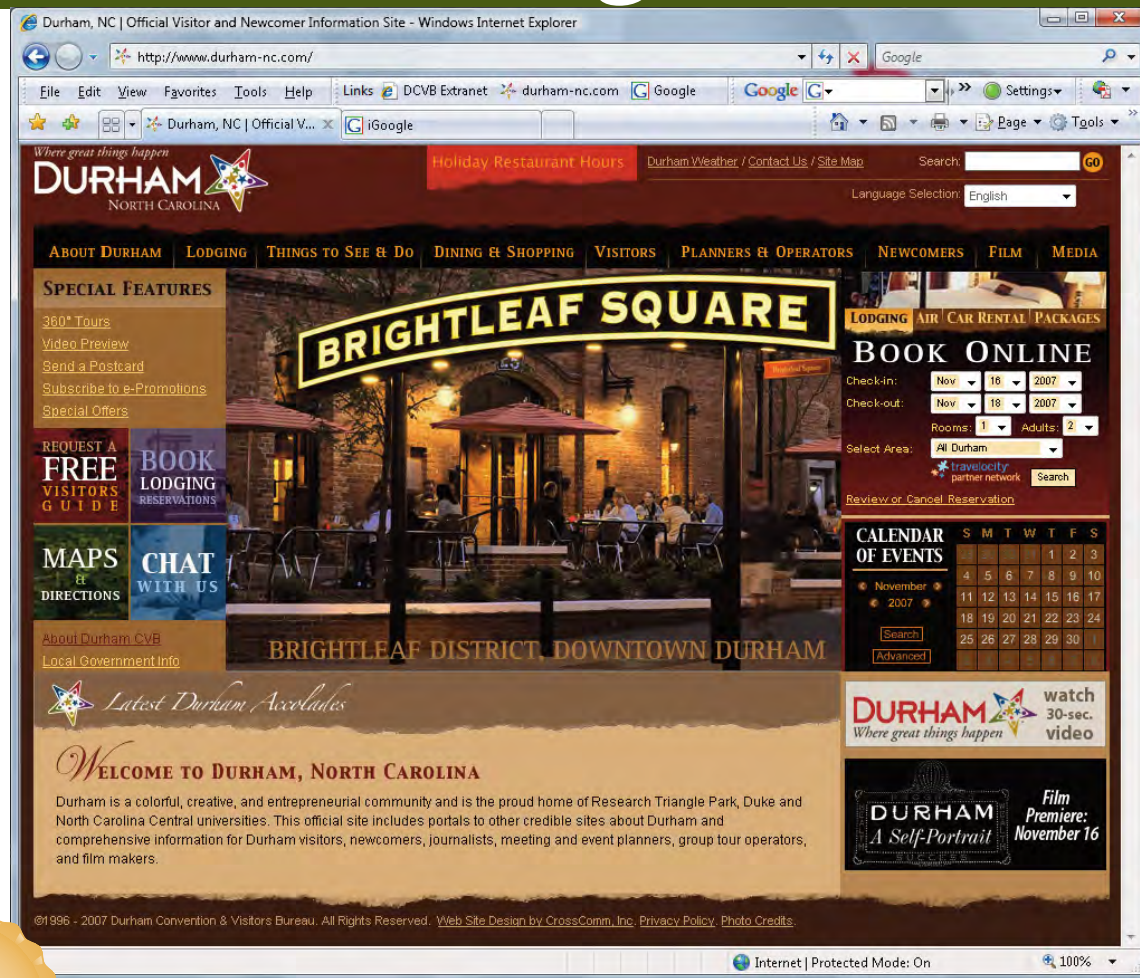 Durham, NC | Official Visitor and Newcomer Information Site - Windows Internet Explorer
http://www.durham-nc.com/
Google
File Edit View Favorites Tools Help
Links DCVB Extranet durham-nc.com Google
Google G Settings
Durham, NC | Official V... iGoogle
Page Tools
Where great things happen
DURHAM
NORTH CAROLINA
Holiday Restaurant Hours
Durham Weather / Contact Us / Site Map
Search: GO
Language Selection: English
ABOUT DURHAM LODGING THINGS TO SEE & DO DINING & SHOPPING VISITORS PLANNERS & OPERATORS NEWCOMERS FILM MEDIA
SPECIAL FEATURES
360° Tours
Video Preview
Send a Postcard
Subscribe to e-Promotions
Special Offers
REQUEST A
FREE
VISITORS
GUIDE
BOOK
LODGING
RESERVATIONS
MAPS
&
DIRECTIONS
CHAT
WITH US
About Durham CVB
Local Government Info
BRIGHTLEAF SQUARE
Brightleaf Square
BRIGHTLEAF DISTRICT, DOWNTOWN DURHAM
LODGING AIR CAR RENTAL PACKAGES
BOOK ONLINE
Check-in: Nov 16 2007
Check-out: Nov 18 2007
Rooms: 1 Adults: 2
Select Area: All Durham
travelocity
partner network
Search
Review or Cancel Reservation
CALENDAR
OF EVENTS
November
2007
Search
Advanced
S M T W T F S
1 2 3
4 5 6 7 8 9 10
11 12 13 14 15 16 17
18 19 20 21 22 23 24
25 26 27 28 29 30 1
Latest Durham Accolades
WELCOME TO DURHAM, NORTH CAROLINA
Durham is a colorful, creative, and entrepreneurial community and is the proud home of Research Triangle Park, Duke and
North Carolina Central universities. This official site includes portals to other credible sites about Durham and
comprehensive information for Durham visitors, newcomers, journalists, meeting and event planners, group tour operators,
and film makers.
DURHAM
Where great things happen
watch
30-sec.
video
DURHAM
A Self-Portrait
SUCCESS
Film
Premiere:
November 16
©1996 - 2007 Durham Convention & Visitors Bureau. All Rights Reserved. Web Site Design by CrossComm, Inc. Privacy Policy. Photo Credits.
Internet | Protected Mode: On
100%